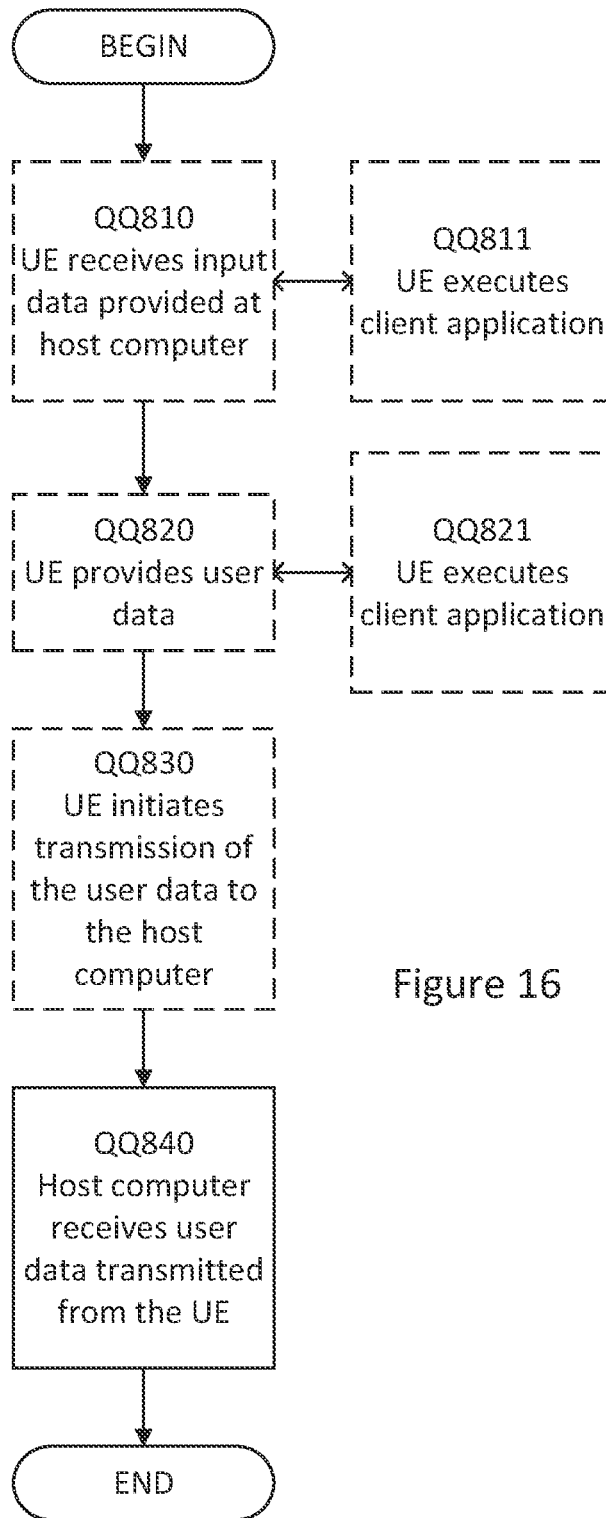 BEGIN
QQ810
UE receives input
data provided at
host computer
QQ811
UE executes
client application
QQ820
UE provides user
data
QQ821
UE executes
client application
QQ830
UE initiates
transmission of
the user data to
the host
computer
Figure 16
QQ840
Host computer
receives user
data transmitted
from the UE
END